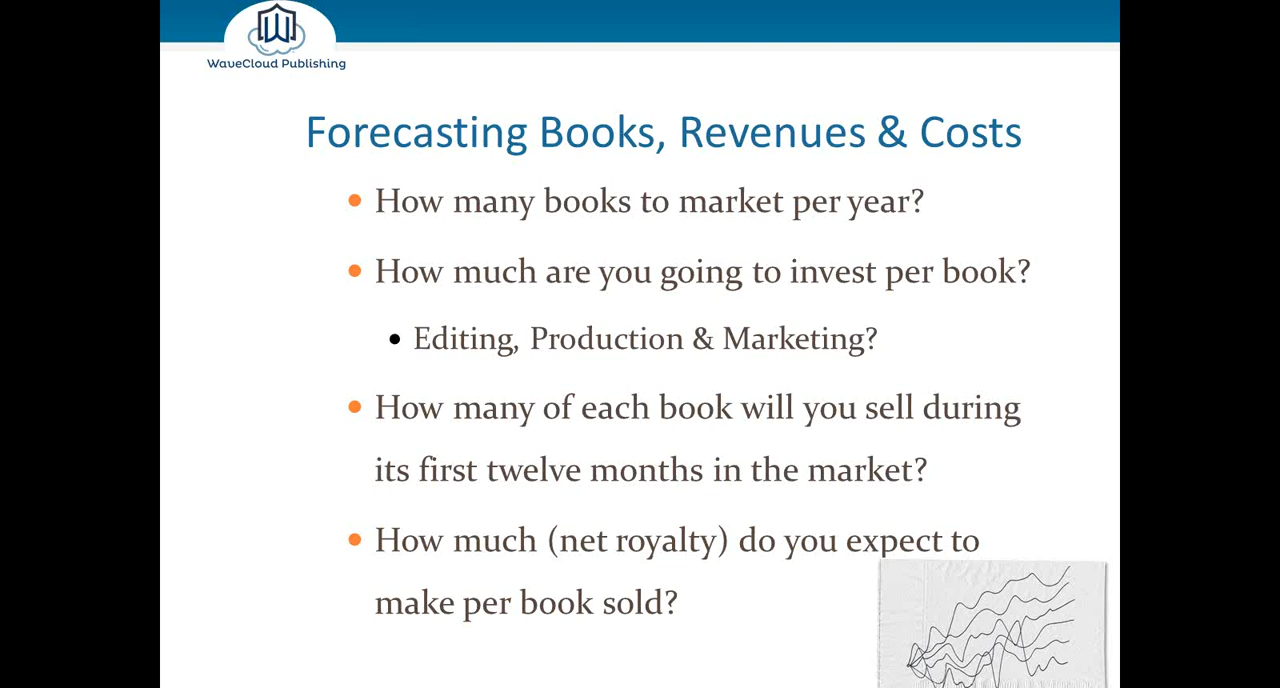 WaveCloud Publishing
Forecasting Books, Revenues & Costs
How many books to market per year?
How much are you going to invest per book?
Editing, Production & Marketing?
How many of each book will you sell during
its first twelve months in the market?
How much (net royalty) do you expect to
make per book sold?